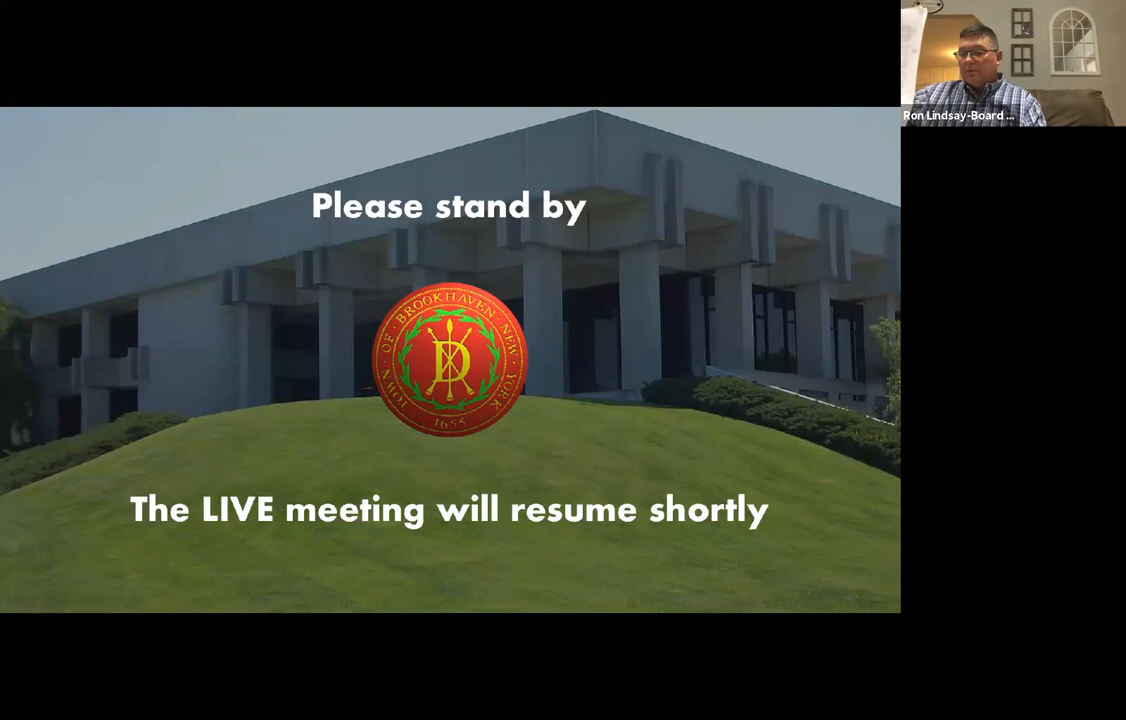 Ron Lindsay-Board ...
Please stand by
TOWN · OF · BROOKHAVEN · NEW · YORK
D
1655
The LIVE meeting will resume shortly